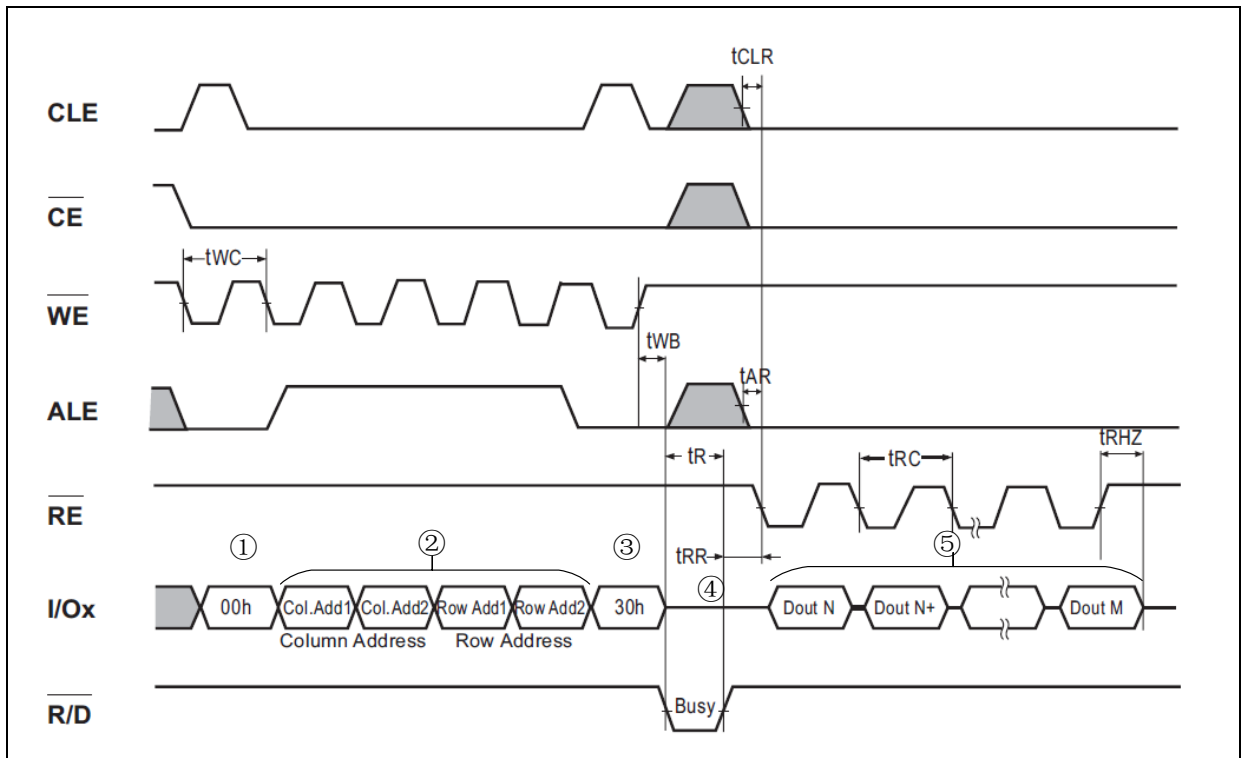 tCLR
CLE
CE
tWC
WE
tWB
tAR
ALE
tR
tRC
tRHZ
RE
① ② ③ tRR ④ ⑤
I/Ox 00h Col.Add1 Col.Add2 Row Add1 Row Add2 30h Dout N Dout N+ Dout M
Column Address Row Address
R/D Busy